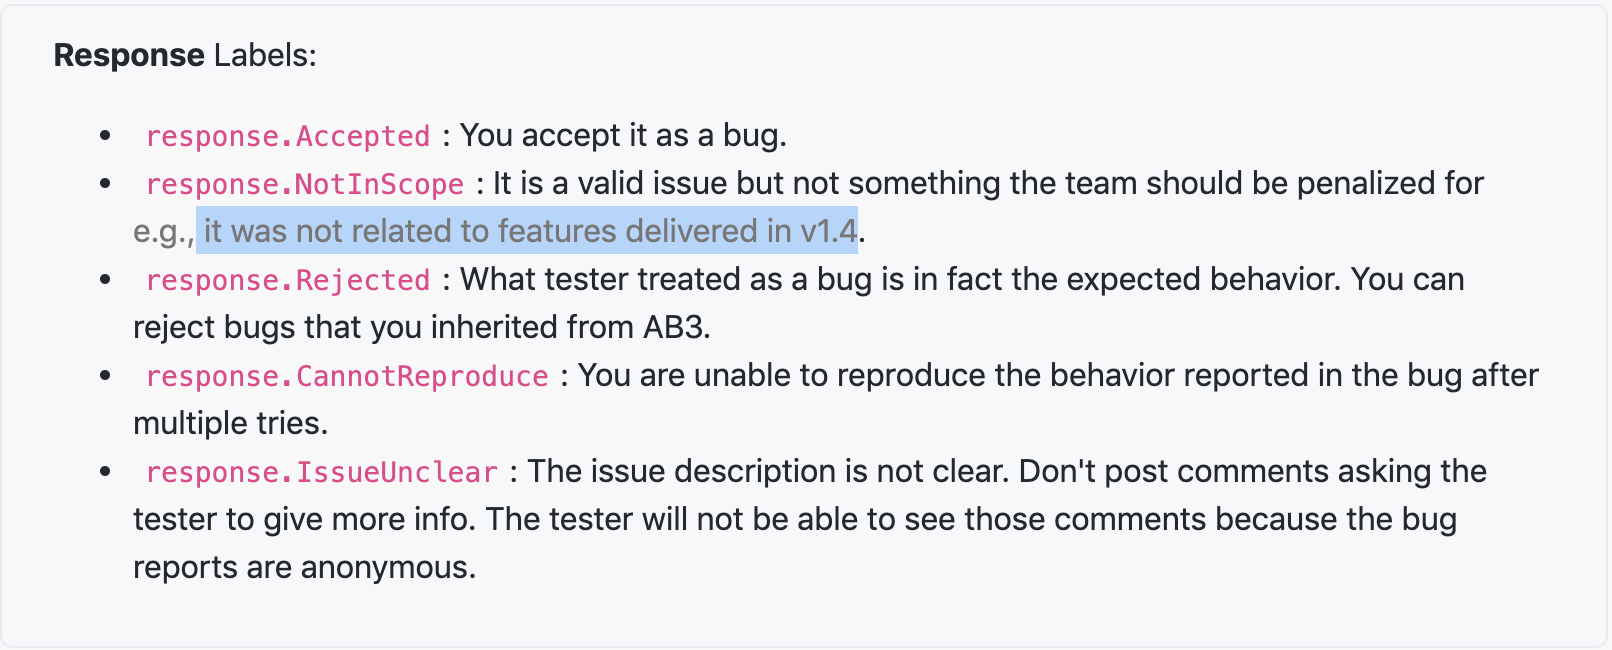 Response Labels:
• response.Accepted : You accept it as a bug.
• response.NotInScope : It is a valid issue but not something the team should be penalized for
e.g., it was not related to features delivered in v1.4.
• response.Rejected : What tester treated as a bug is in fact the expected behavior. You can
reject bugs that you inherited from AB3.
• response.CannotReproduce : You are unable to reproduce the behavior reported in the bug after
multiple tries.
• response.IssueUnclear : The issue description is not clear. Don't post comments asking the
tester to give more info. The tester will not be able to see those comments because the bug
reports are anonymous.